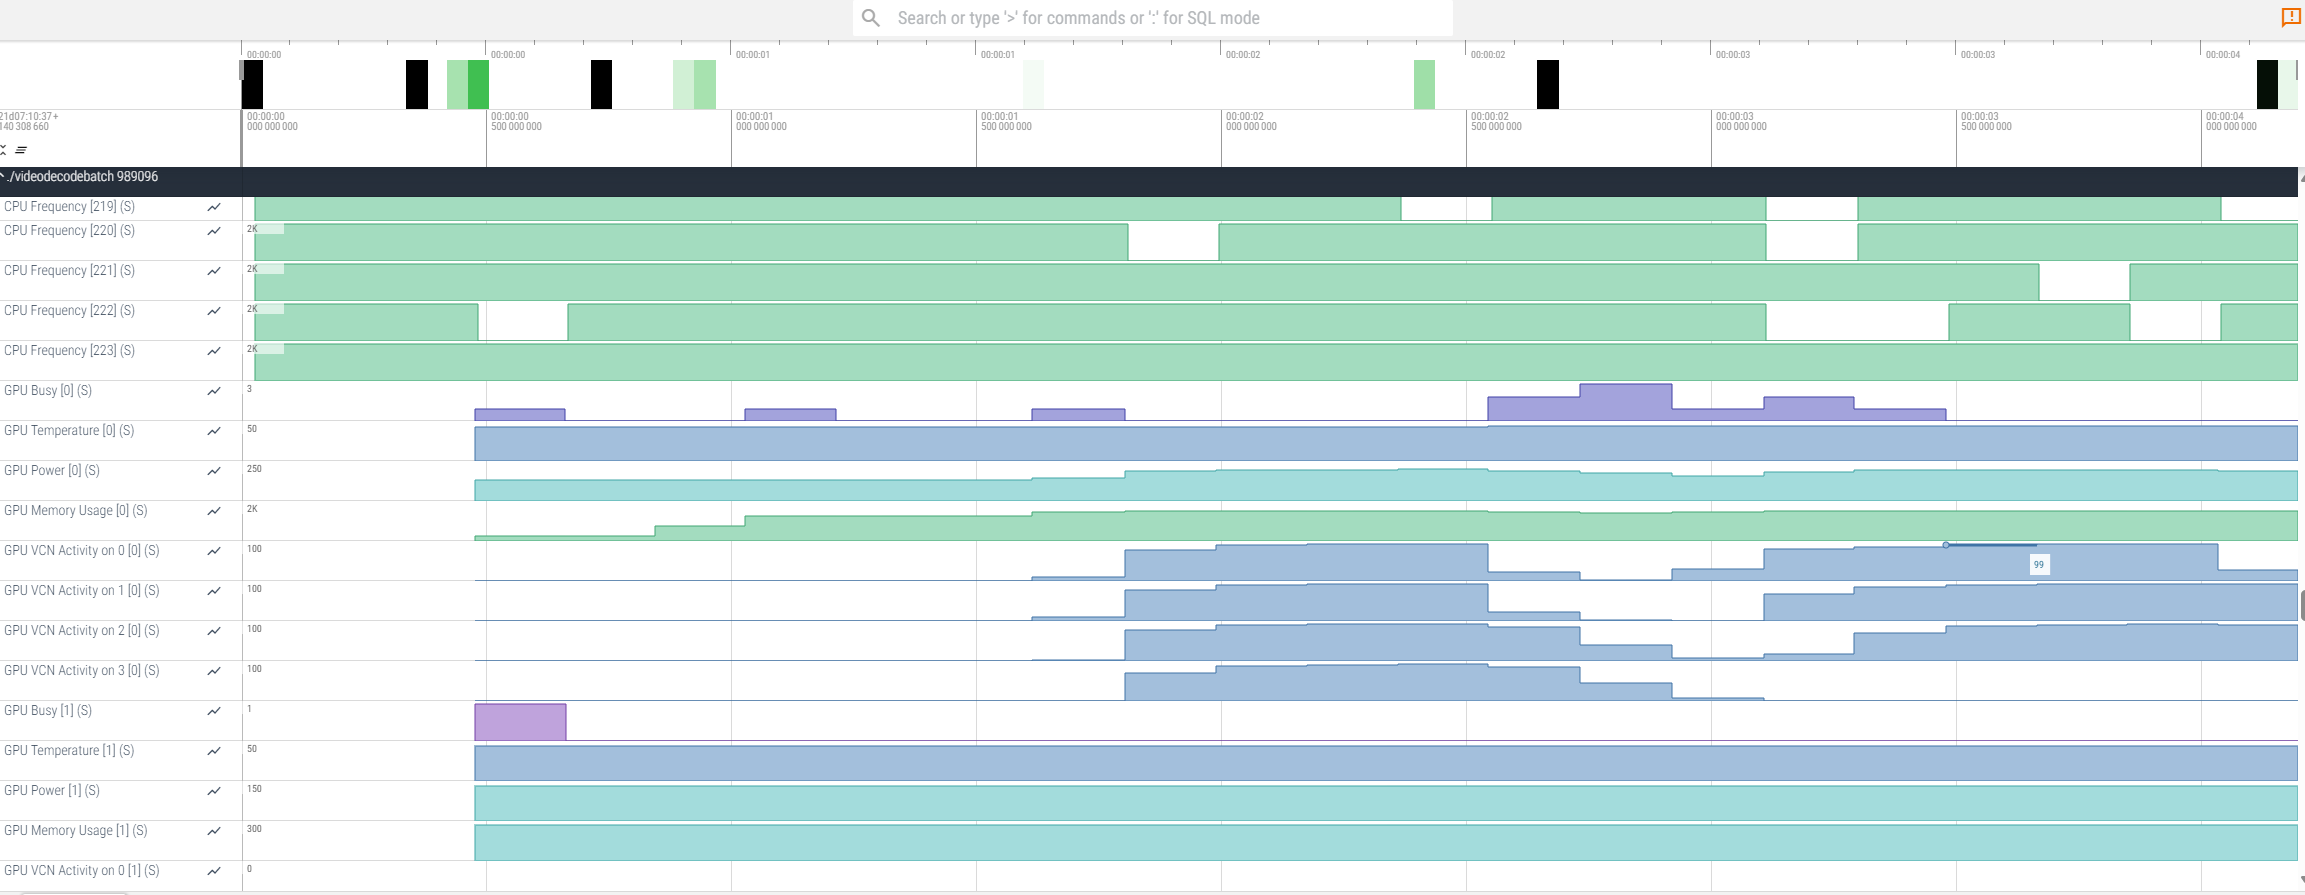 Search or type '>' for commands or ':' for SQL mode
00:00:00 00:00:00 00:00:01 00:00:01 00:00:02 00:00:02 00:00:03 00:00:03 00:00:04
21d07:10:37+ 00:00:00 00:00:00 00:00:01 00:00:01 00:00:02 00:00:02 00:00:03 00:00:03 00:00:04
140 308 660 000 000 000 500 000 000 000 000 000 500 000 000 000 000 000 500 000 000 000 000 000 500 000 000 000 000 000
./videodecodebatch 989096
CPU Frequency [219] (S)
CPU Frequency [220] (S) 2K
CPU Frequency [221] (S) 2K
CPU Frequency [222] (S) 2K
CPU Frequency [223] (S) 2K
GPU Busy [0] (S) 3
GPU Temperature [0] (S) 50
GPU Power [0] (S) 250
GPU Memory Usage [0] (S) 2K
GPU VCN Activity on 0 [0] (S) 100
99
GPU VCN Activity on 1 [0] (S) 100
GPU VCN Activity on 2 [0] (S) 100
GPU VCN Activity on 3 [0] (S) 100
GPU Busy [1] (S) 1
GPU Temperature [1] (S) 50
GPU Power [1] (S) 150
GPU Memory Usage [1] (S) 300
GPU VCN Activity on 0 [1] (S) 0